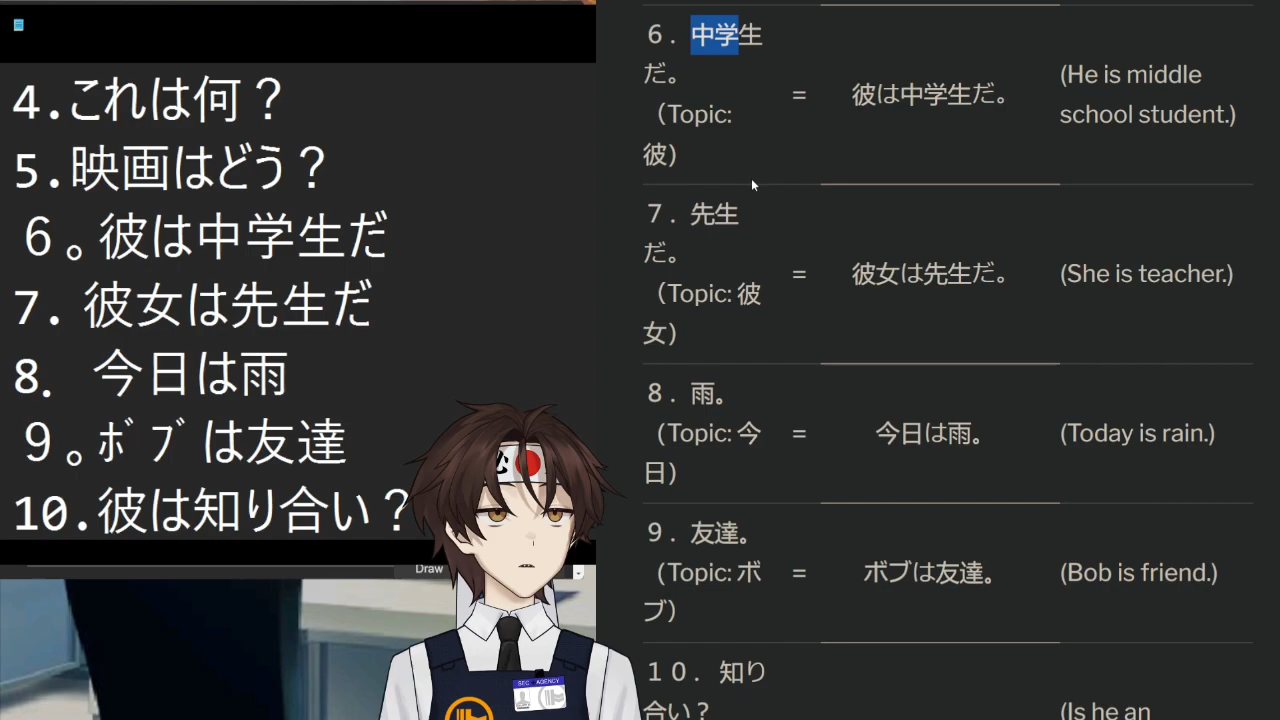 4.これは何？
5.映画はどう？
６。彼は中学生だ
7. 彼女は先生だ
8. 今日は雨
９。ﾎﾞﾌﾞは友達
10.彼は知り合い？
Draw
SEC AGENCY
６．中学生
だ。
（Topic:
彼）
=
彼は中学生だ。
(He is middle
school student.)
７．先生
だ。
（Topic: 彼
女）
=
彼女は先生だ。
(She is teacher.)
８．雨。
（Topic: 今
日）
=
今日は雨。
(Today is rain.)
９．友達。
（Topic: ボ
ブ）
=
ボブは友達。
(Bob is friend.)
１０．知り
合い？
(Is he an